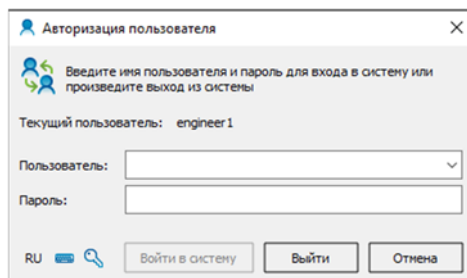 Авторизация пользователя
Введите имя пользователя и пароль для входа в систему или
произведите выход из системы
Текущий пользователь: engineer1
Пользователь:
Пароль:
RU Войти в систему Выйти Отмена